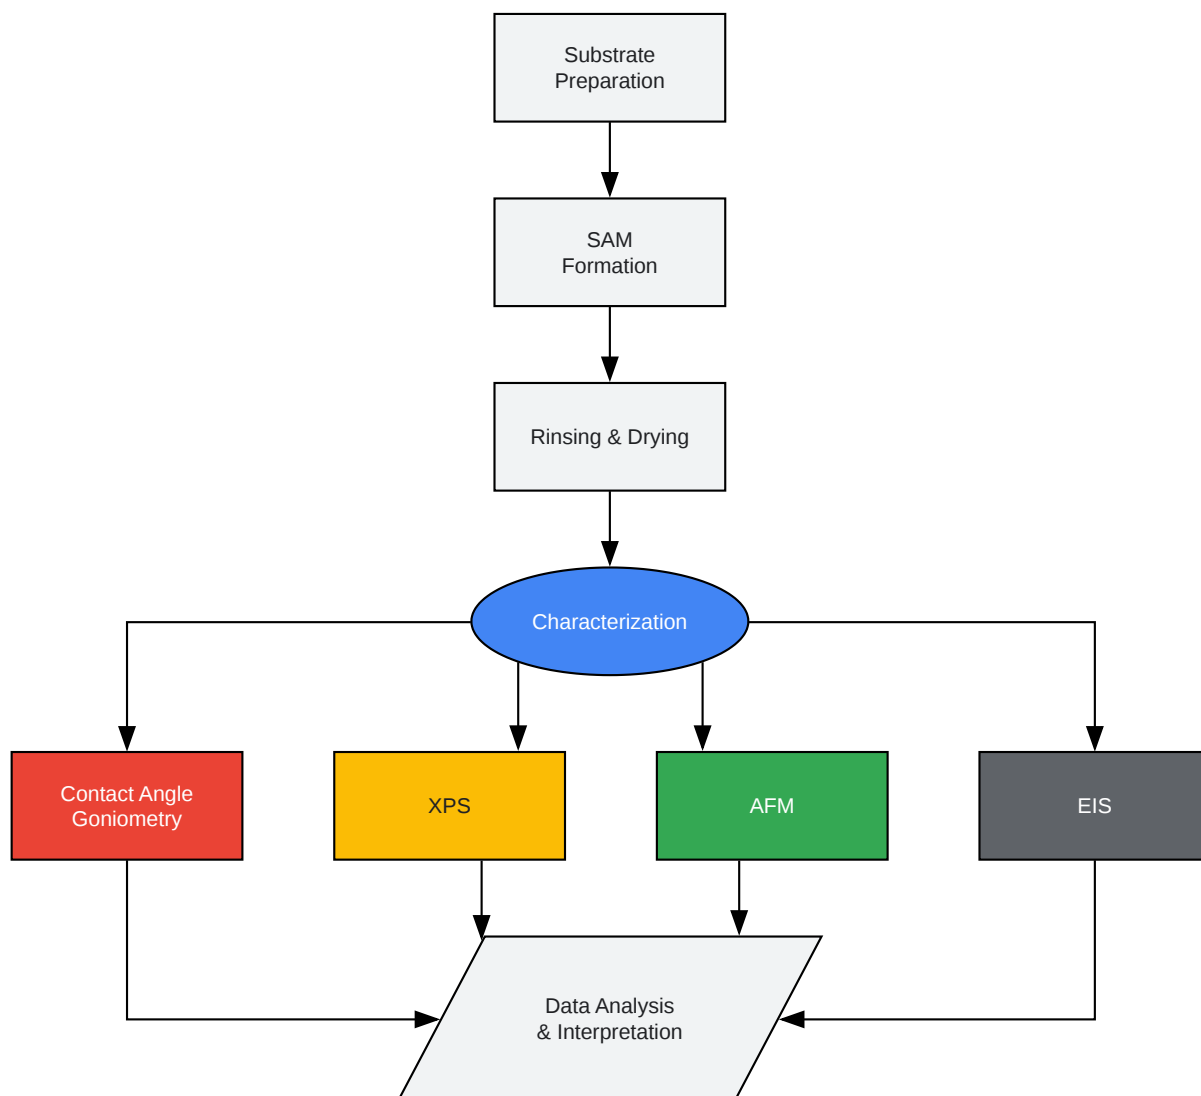 Substrate
Preparation
SAM
Formation
Rinsing & Drying
Characterization
Contact Angle
Goniometry
XPS
AFM
EIS
Data Analysis
& Interpretation